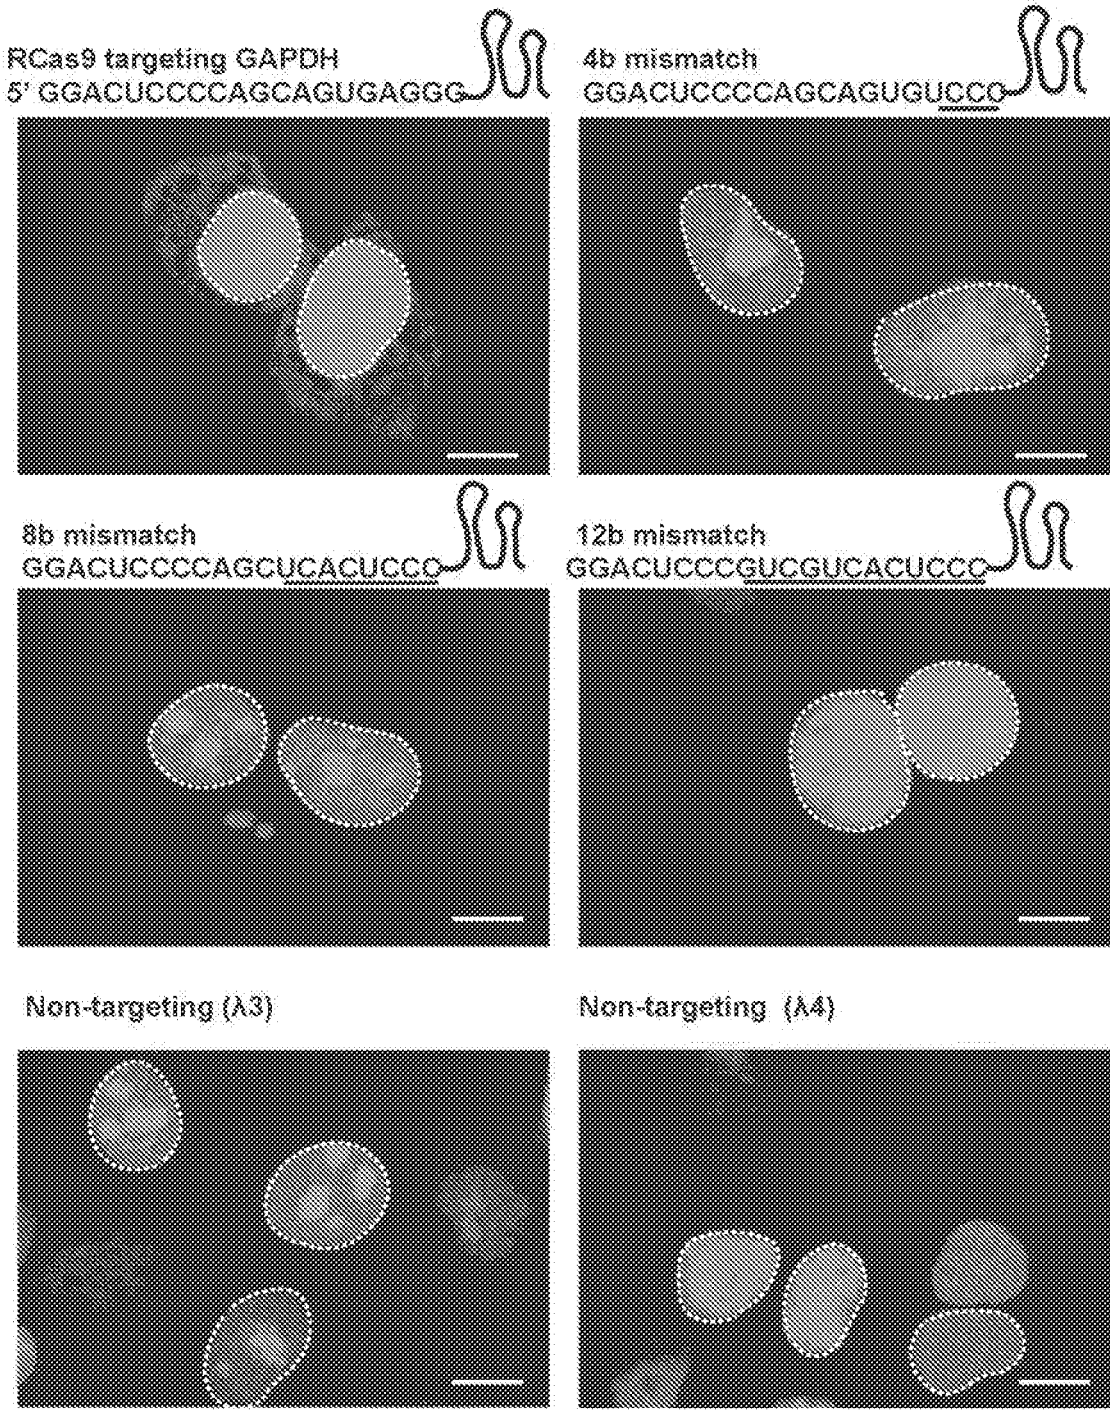 RCas9 targeting GAPDH
5' GGACUCCCCAGCAGUGAGGG
4b mismatch
GGACUCCCCAGCAGUGUCCC
8b mismatch
GGACUCCCCAGCUCACUCCC
12b mismatch
GGACUCCCGUCGUCACUCCC
Non-targeting (λ3)
Non-targeting (λ4)